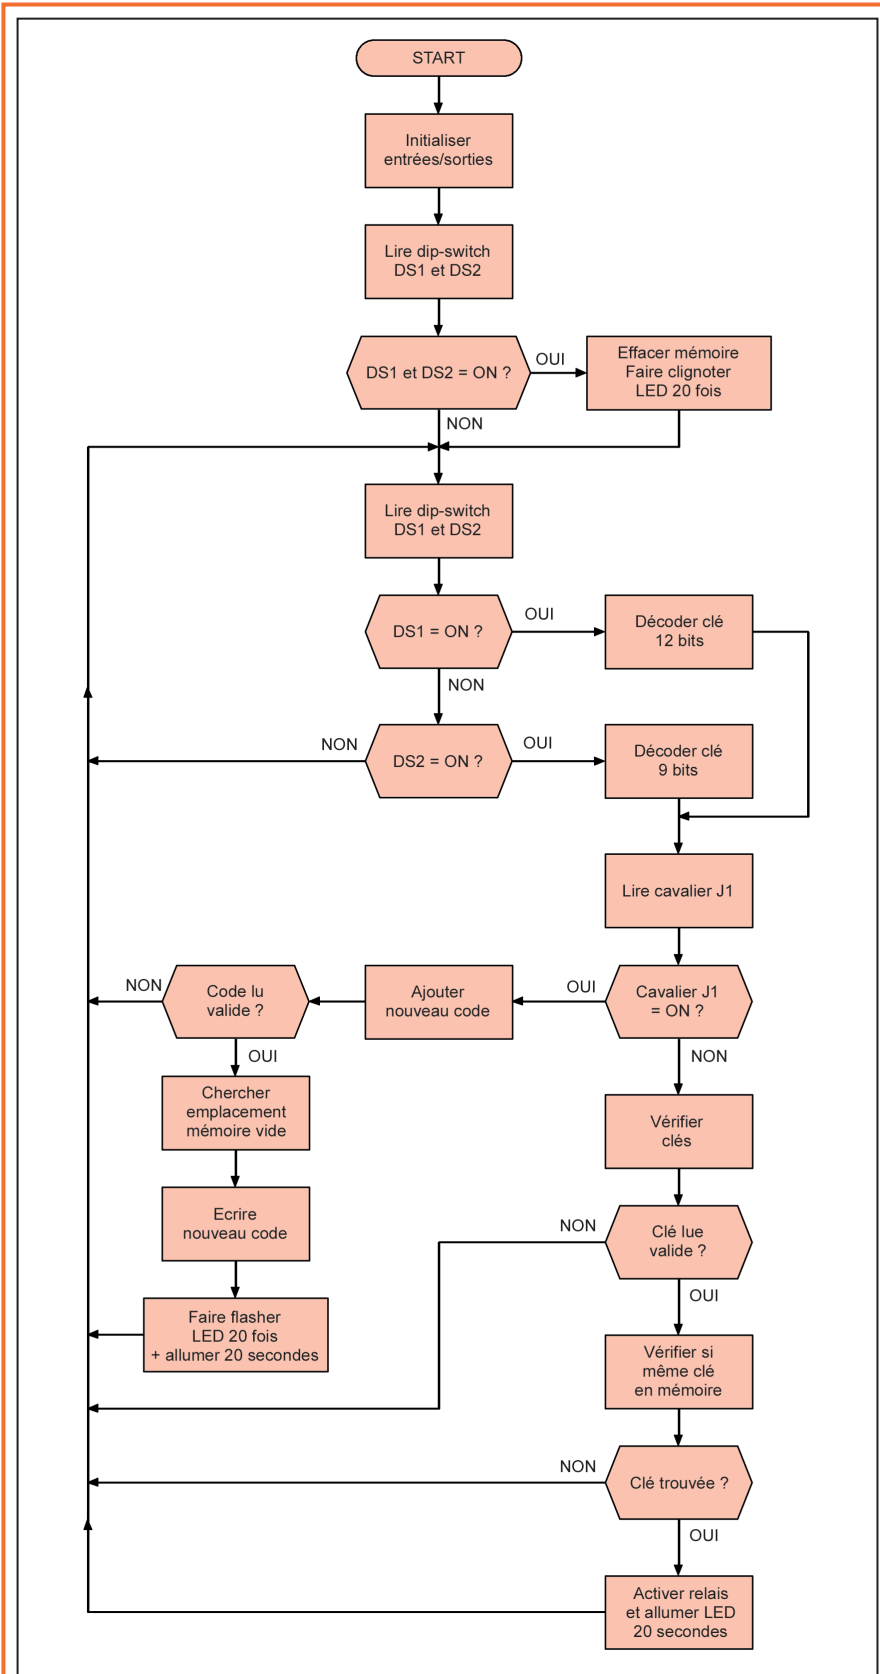 START
Initialiser
entrées/sorties
Lire dip-switch
DS1 et DS2
DS1 et DS2 = ON ?
OUI
Effacer mémoire
Faire clignoter
LED 20 fois
NON
Lire dip-switch
DS1 et DS2
DS1 = ON ?
OUI
Décoder clé
12 bits
NON
NON
DS2 = ON ?
OUI
Décoder clé
9 bits
Lire cavalier J1
NON
Code lu
valide ?
Ajouter
nouveau code
OUI
Cavalier J1
= ON ?
OUI
NON
Chercher
emplacement
mémoire vide
Vérifier
clés
Ecrire
nouveau code
NON
Clé lue
valide ?
OUI
Faire flasher
LED 20 fois
+ allumer 20 secondes
Vérifier si
même clé
en mémoire
NON
Clé trouvée ?
OUI
Activer relais
et allumer LED
20 secondes